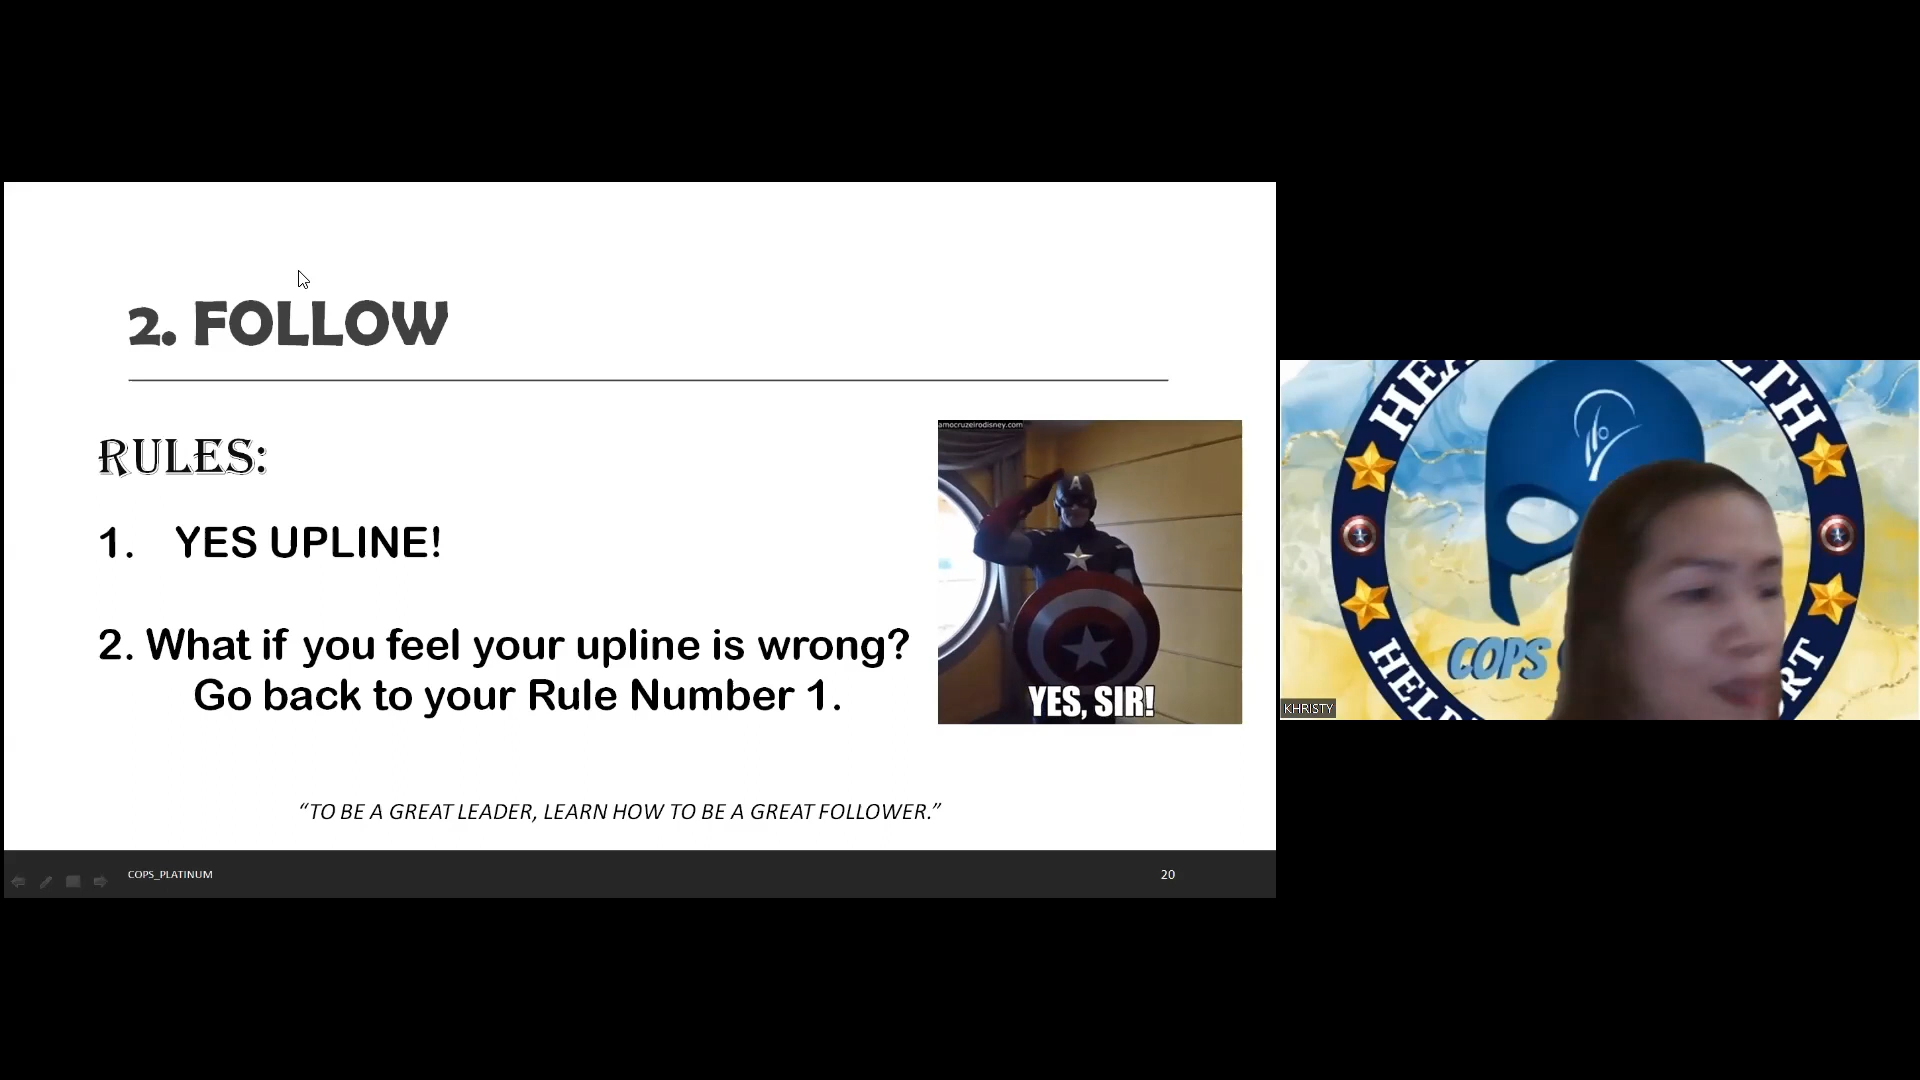 2. FOLLOW
RULES:
1. YES UPLINE!
2. What if you feel your upline is wrong?
Go back to your Rule Number 1.
amocruzeirodisney.com
A
YES, SIR!
“TO BE A GREAT LEADER, LEARN HOW TO BE A GREAT FOLLOWER.”
COPS_PLATINUM
20
COPS
KHRISTY